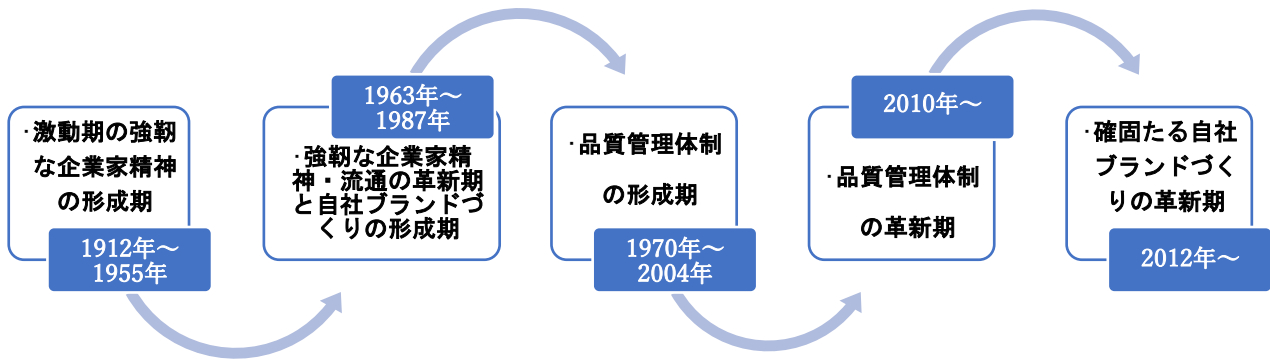 ・激動期の強靭
な企業家精神
の形成期
1912年～
1955年
1963年～
1987年
・強靭な企業家精
神・流通の革新期
と自社ブランドづ
くりの形成期
・品質管理体制
の形成期
1970年～
2004年
2010年～
・品質管理体制
の革新期
・確固たる自社
ブランドづく
りの革新期
2012年～